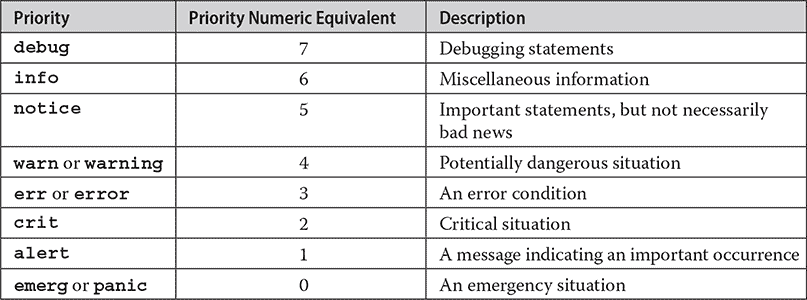 Priority Priority Numeric Equivalent Description
debug 7 Debugging statements
info 6 Miscellaneous information
notice 5 Important statements, but not necessarily
bad news
warn or warning 4 Potentially dangerous situation
err or error 3 An error condition
crit 2 Critical situation
alert 1 A message indicating an important occurrence
emerg or panic 0 An emergency situation